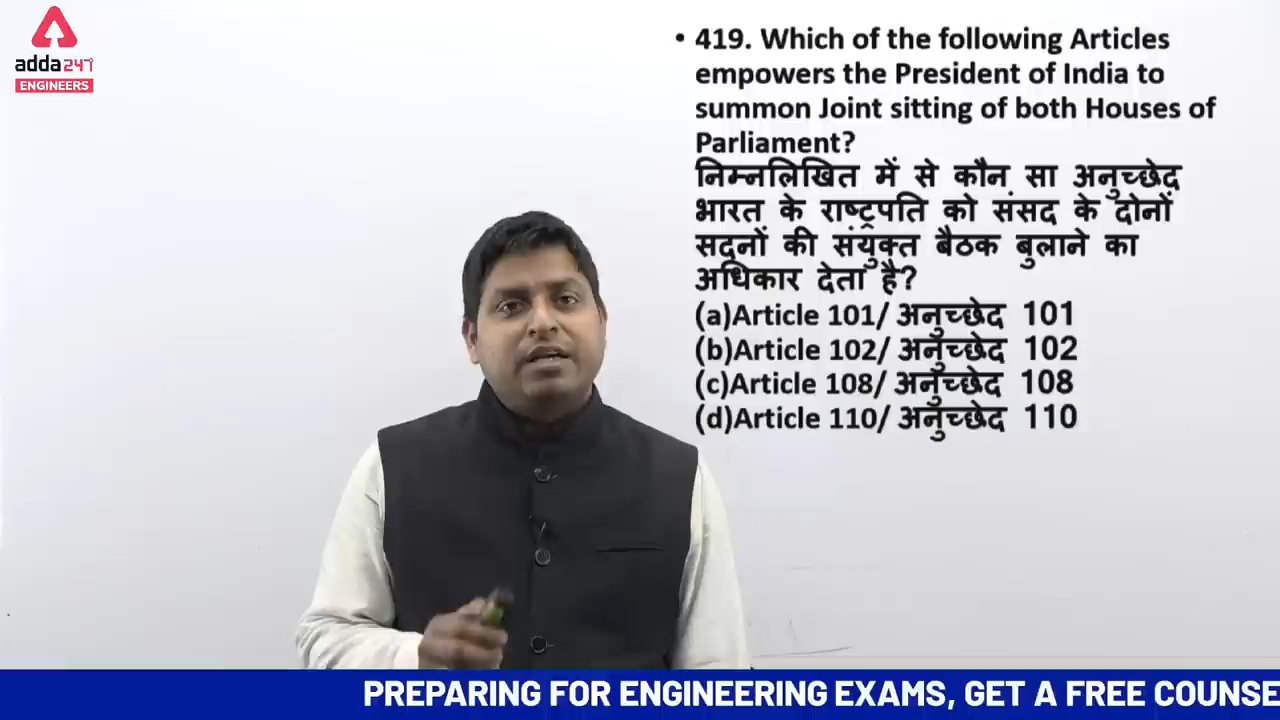 adda247
ENGINEERS
• 419. Which of the following Articles
empowers the President of India to
summon Joint sitting of both Houses of
Parliament?
निम्नलिखित में से कौन सा अनुच्छेद
भारत के राष्ट्रपति को संसद के दोनों
सदनों की संयुक्त बैठक बुलाने का
अधिकार देता है?
(a)Article 101/ अनुच्छेद 101
(b)Article 102/ अनुच्छेद 102
(c)Article 108/ अनुच्छेद 108
(d)Article 110/ अनुच्छेद 110
PREPARING FOR ENGINEERING EXAMS, GET A FREE COUNSE